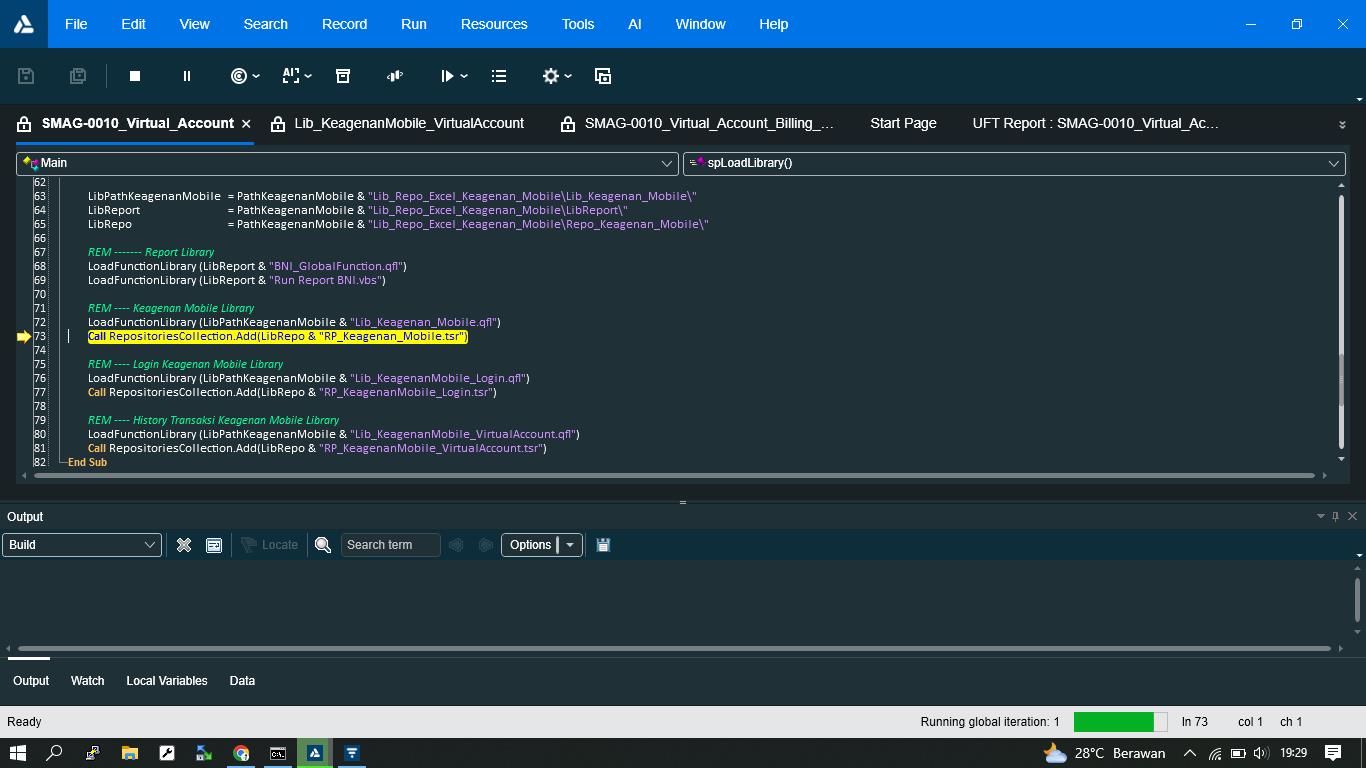 File Edit View Search Record Run Resources Tools AI Window Help
SMAG-0010_Virtual_Account Lib_KeagenanMobile_VirtualAccount SMAG-0010_Virtual_Account_Billing_... Start Page UFT Report : SMAG-0010_Virtual_Ac...
Main spLoadLibrary()
62
63 LibPathKeagenanMobile = PathKeagenanMobile & "Lib_Repo_Excel_Keagenan_Mobile\Lib_Keagenan_Mobile\"
64 LibReport = PathKeagenanMobile & "Lib_Repo_Excel_Keagenan_Mobile\LibReport\"
65 LibRepo = PathKeagenanMobile & "Lib_Repo_Excel_Keagenan_Mobile\Repo_Keagenan_Mobile\"
66
67 REM ------- Report Library
68 LoadFunctionLibrary (LibReport & "BNI_GlobalFunction.qfl")
69 LoadFunctionLibrary (LibReport & "Run Report BNI.vbs")
70
71 REM ---- Keagenan Mobile Library
72 LoadFunctionLibrary (LibPathKeagenanMobile & "Lib_Keagenan_Mobile.qfl")
73 Call RepositoriesCollection.Add(LibRepo & "RP_Keagenan_Mobile.tsr")
74
75 REM ---- Login Keagenan Mobile Library
76 LoadFunctionLibrary (LibPathKeagenanMobile & "Lib_KeagenanMobile_Login.qfl")
77 Call RepositoriesCollection.Add(LibRepo & "RP_KeagenanMobile_Login.tsr")
78
79 REM ---- History Transaksi Keagenan Mobile Library
80 LoadFunctionLibrary (LibPathKeagenanMobile & "Lib_KeagenanMobile_VirtualAccount.qfl")
81 Call RepositoriesCollection.Add(LibRepo & "RP_KeagenanMobile_VirtualAccount.tsr")
82 End Sub
Output
Build Locate Search term Options
Output Watch Local Variables Data
Ready Running global iteration: 1 ln 73 col 1 ch 1
28°C Berawan 19:29